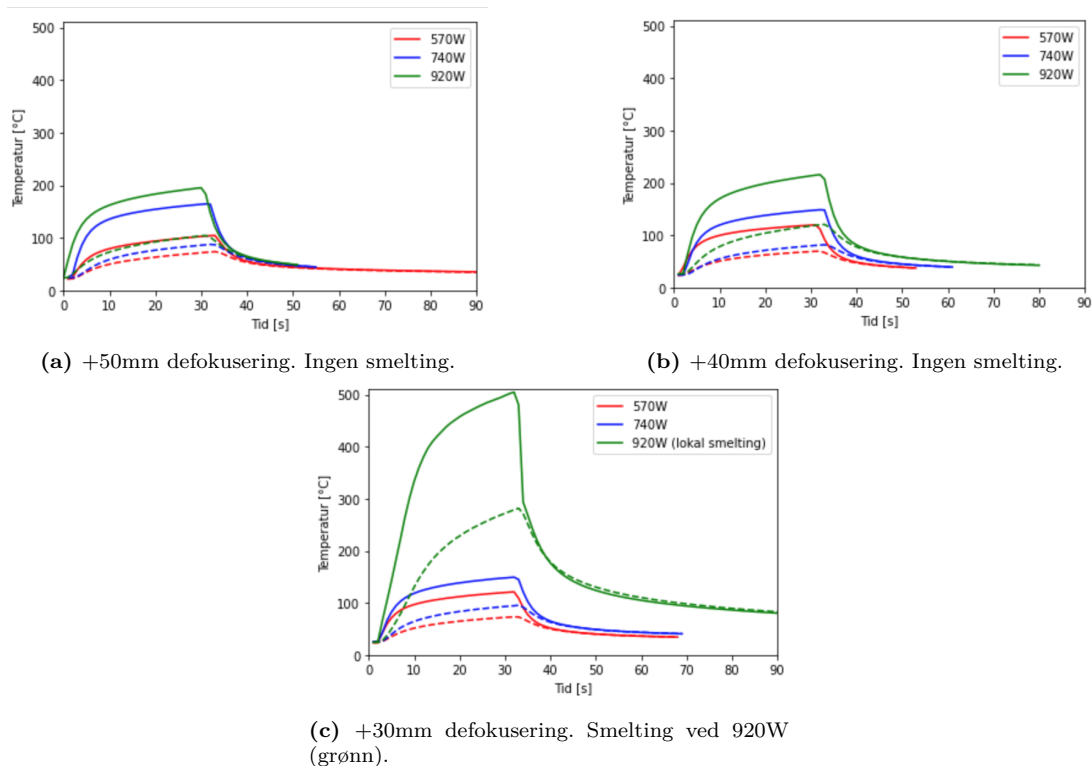 500
400
300
200
100
0
Temperatur [°C]
570W
740W
920W
0 10 20 30 40 50 60 70 80 90
Tid [s]
(a) +50mm defokusering. Ingen smelting.
500
400
300
200
100
0
Temperatur [°C]
570W
740W
920W
0 10 20 30 40 50 60 70 80 90
Tid [s]
(b) +40mm defokusering. Ingen smelting.
500
400
300
200
100
0
Temperatur [°C]
570W
740W
920W (lokal smelting)
0 10 20 30 40 50 60 70 80 90
Tid [s]
(c) +30mm defokusering. Smelting ved 920W
(grønn).